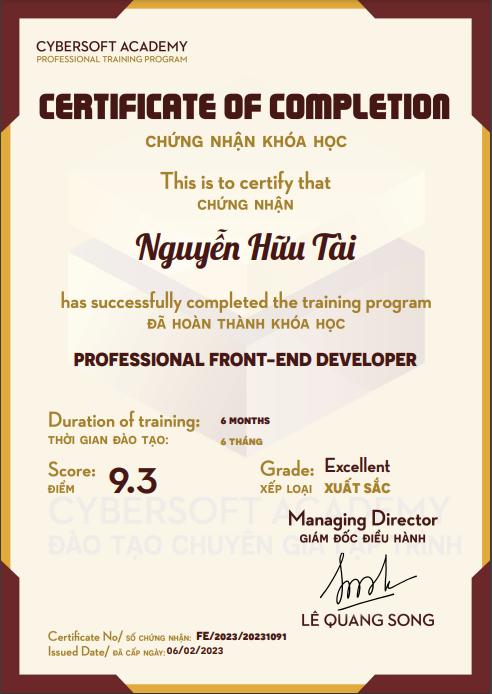 CYBERSOFT ACADEMY
PROFESSIONAL TRAINING PROGRAM
CERTIFICATE OF COMPLETION
CHỨNG NHẬN KHÓA HỌC
This is to certify that
CHỨNG NHẬN
Nguyễn Hữu Tài
has successfully completed the training program
ĐÃ HOÀN THÀNH KHÓA HỌC
PROFESSIONAL FRONT-END DEVELOPER
Duration of training: 6 MONTHS
THỜI GIAN ĐÀO TẠO: 6 THÁNG
Score: 9.3 Grade: Excellent
ĐIỂM XẾP LOẠI XUẤT SẮC
CYBERSOFT ACADEMY
Managing Director
ĐÀO TẠO CHUYÊN GIA LẬP TRÌNH
GIÁM ĐỐC ĐIỀU HÀNH
LÊ QUANG SONG
Certificate No/ SỐ CHỨNG NHẬN: FE/2023/20231091
Issued Date/ ĐÃ CẤP NGÀY: 06/02/2023